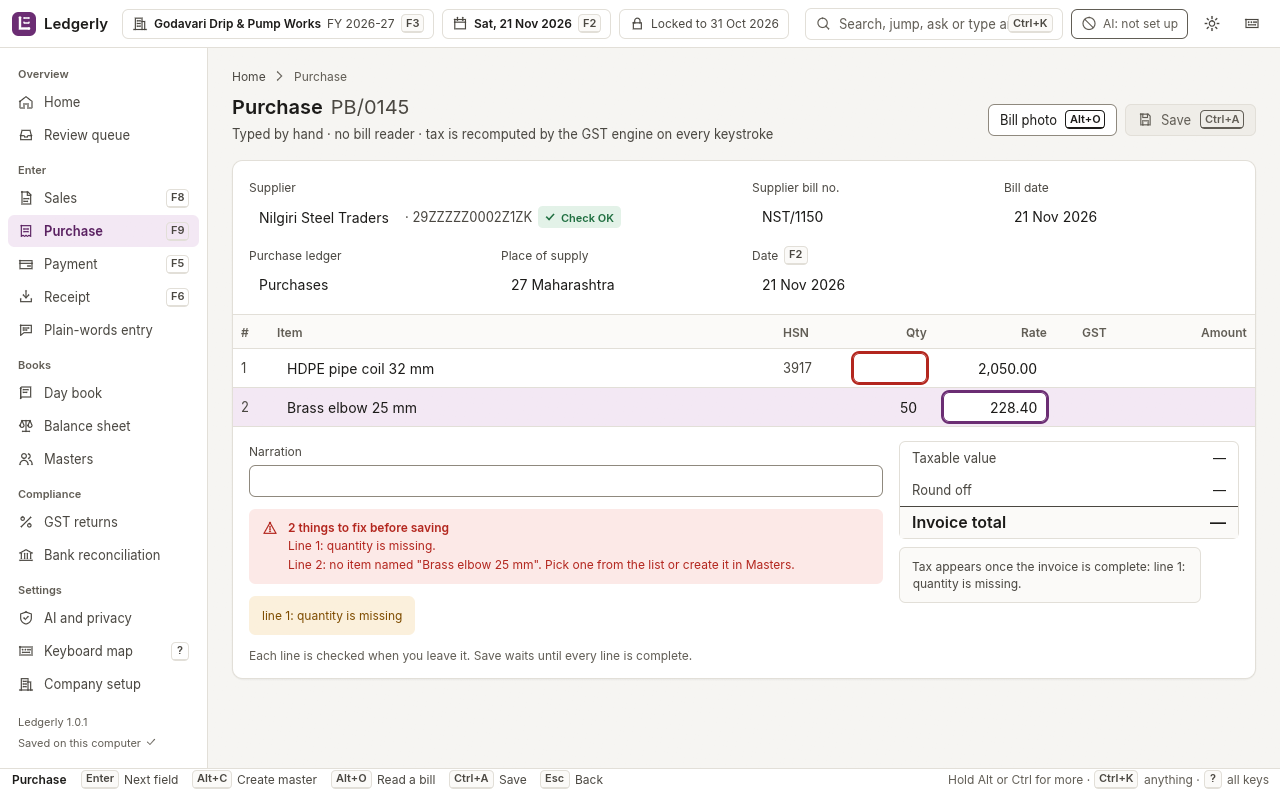 Ledgerly
Godavari Drip & Pump Works FY 2026-27 F3
Sat, 21 Nov 2026 F2
Locked to 31 Oct 2026
Search, jump, ask or type a Ctrl+K
AI: not set up
Overview
Home
Review queue
Enter
Sales F8
Purchase F9
Payment F5
Receipt F6
Plain-words entry
Books
Day book
Balance sheet
Masters
Compliance
GST returns
Bank reconciliation
Settings
AI and privacy
Keyboard map ?
Company setup
Ledgerly 1.0.1
Saved on this computer
Home Purchase
Purchase PB/0145
Typed by hand · no bill reader · tax is recomputed by the GST engine on every keystroke
Bill photo Alt+O
Save Ctrl+A
Supplier Supplier bill no. Bill date
Nilgiri Steel Traders · 29ZZZZZ0002Z1ZK Check OK NST/1150 21 Nov 2026
Purchase ledger Place of supply Date F2
Purchases 27 Maharashtra 21 Nov 2026
# Item HSN Qty Rate GST Amount
1 HDPE pipe coil 32 mm 3917 2,050.00
2 Brass elbow 25 mm 50 228.40
Narration
2 things to fix before saving
Line 1: quantity is missing.
Line 2: no item named "Brass elbow 25 mm". Pick one from the list or create it in Masters.
line 1: quantity is missing
Each line is checked when you leave it. Save waits until every line is complete.
Taxable value —
Round off —
Invoice total —
Tax appears once the invoice is complete: line 1:
quantity is missing.
Purchase Enter Next field Alt+C Create master Alt+O Read a bill Ctrl+A Save Esc Back
Hold Alt or Ctrl for more · Ctrl+K anything · ? all keys